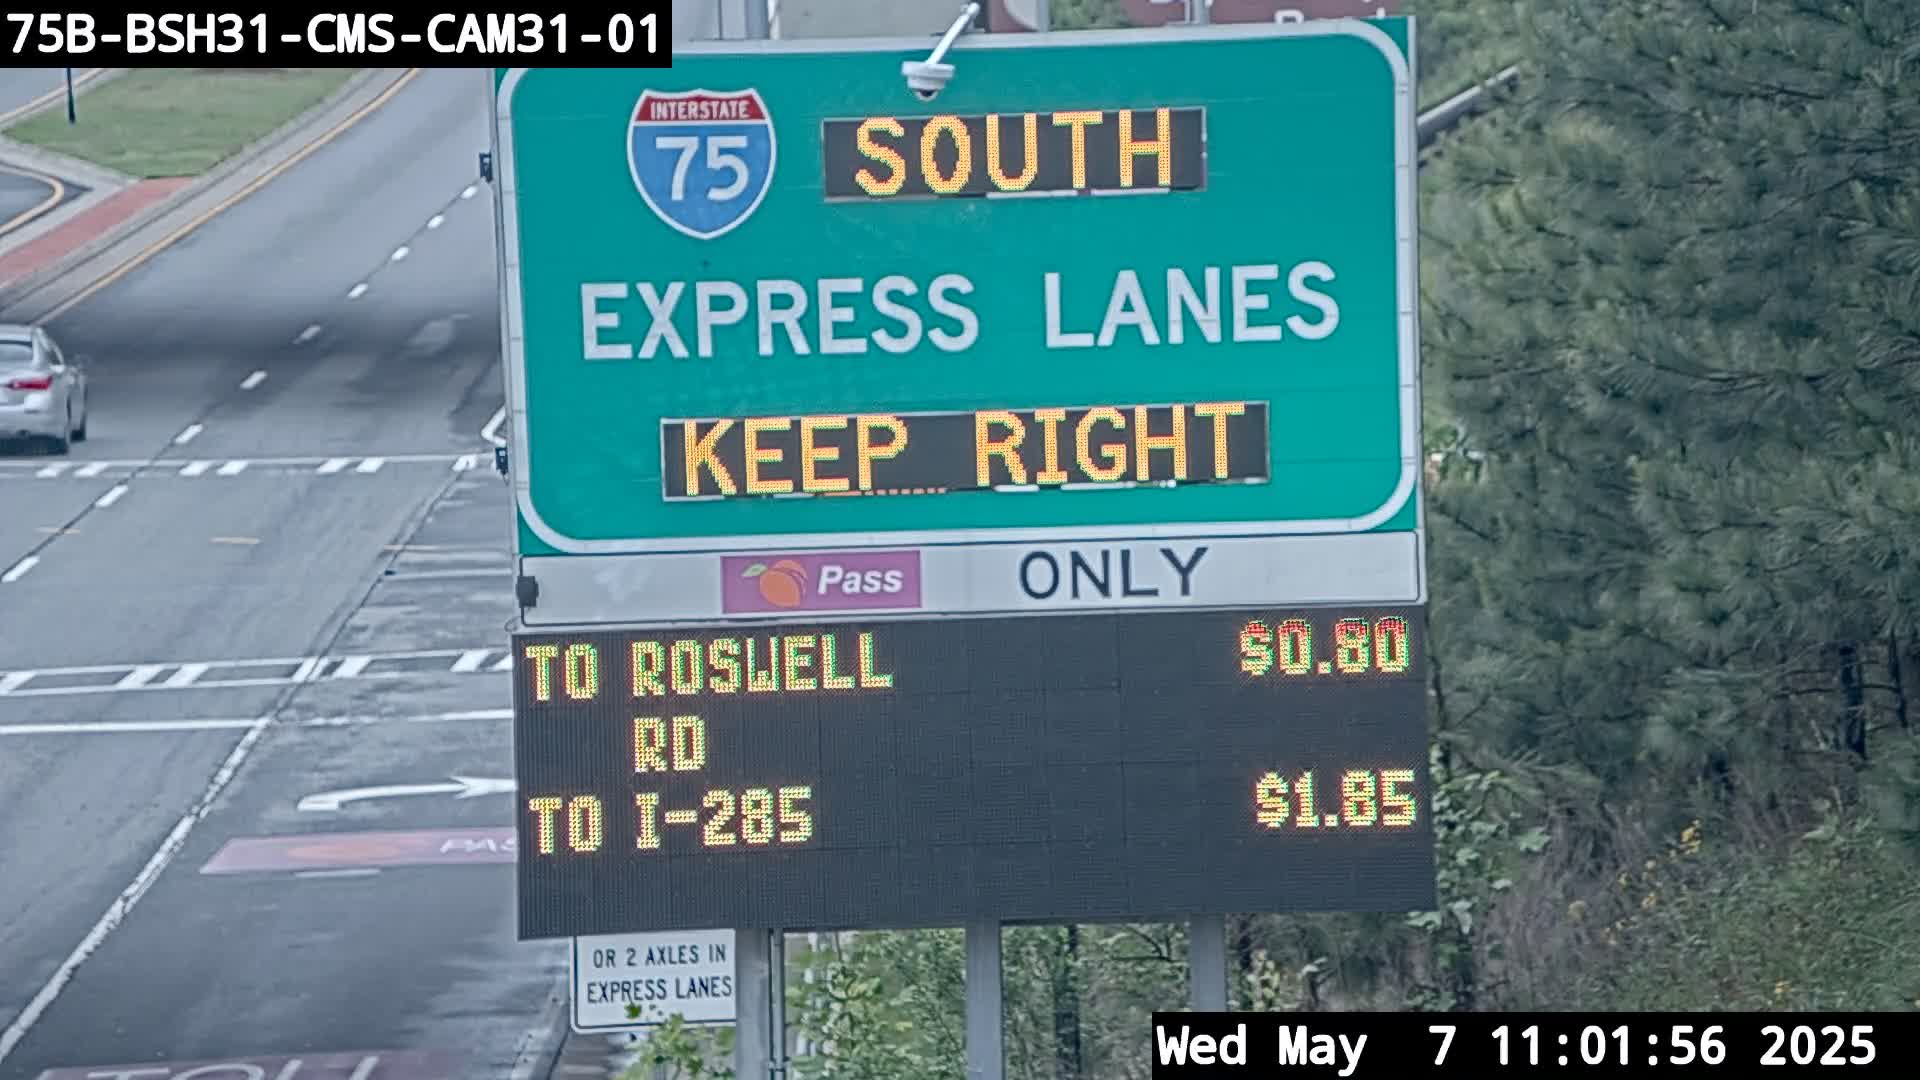 75B-BSH31-CMS-CAM31-01
INTERSTATE
75
SOUTH
EXPRESS LANES
KEEP RIGHT
Pass ONLY
TO ROSWELL $0.80
RD
TO I-285 $1.85
OR 2 AXLES IN
EXPRESS LANES
Wed May 7 11:01:56 2025